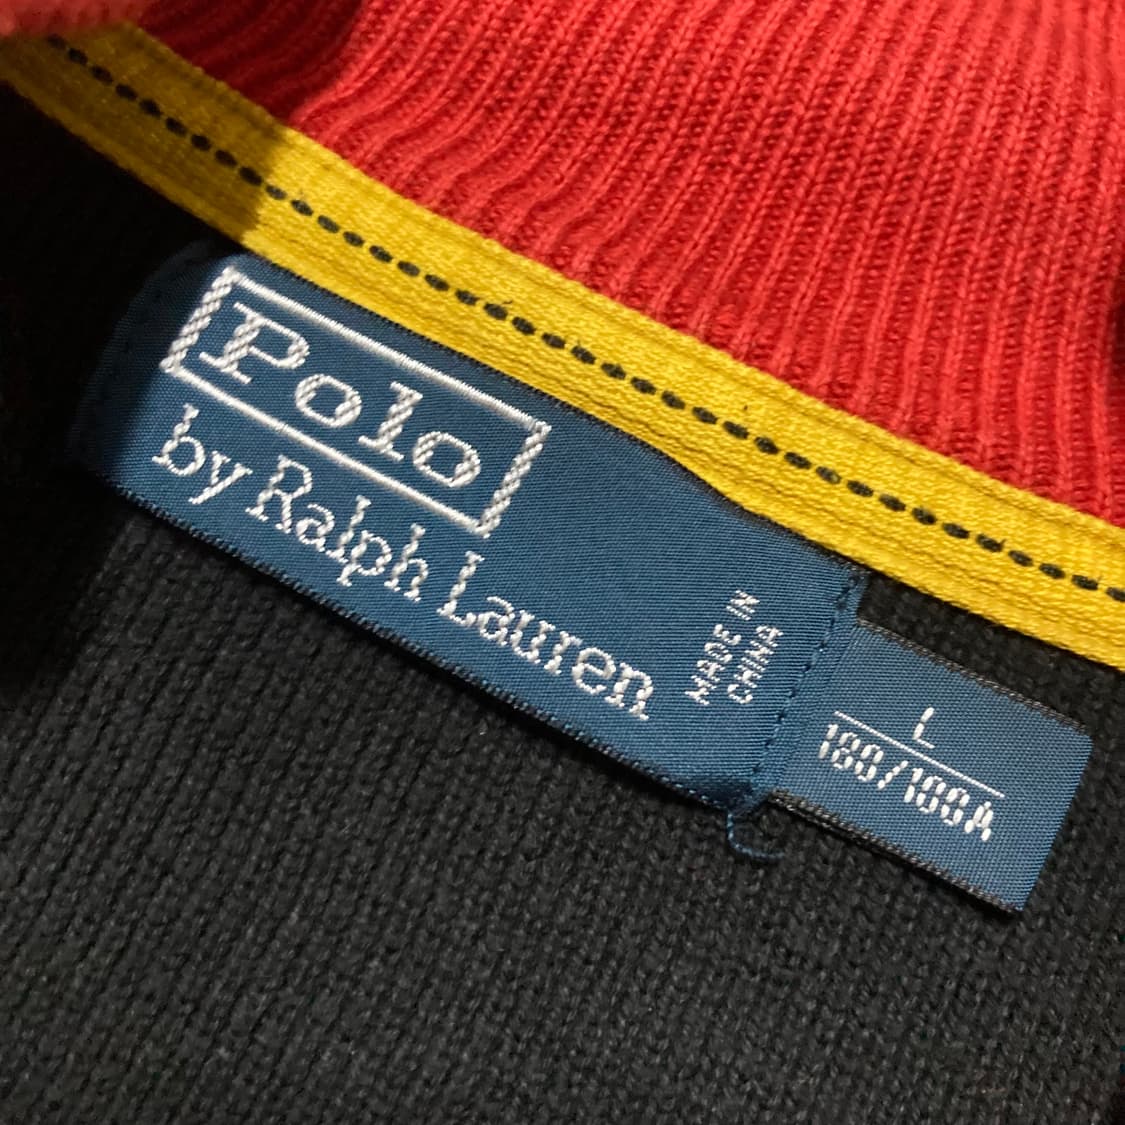 Polo
by Ralph Lauren
MADE IN
CHINA
L
180/100A